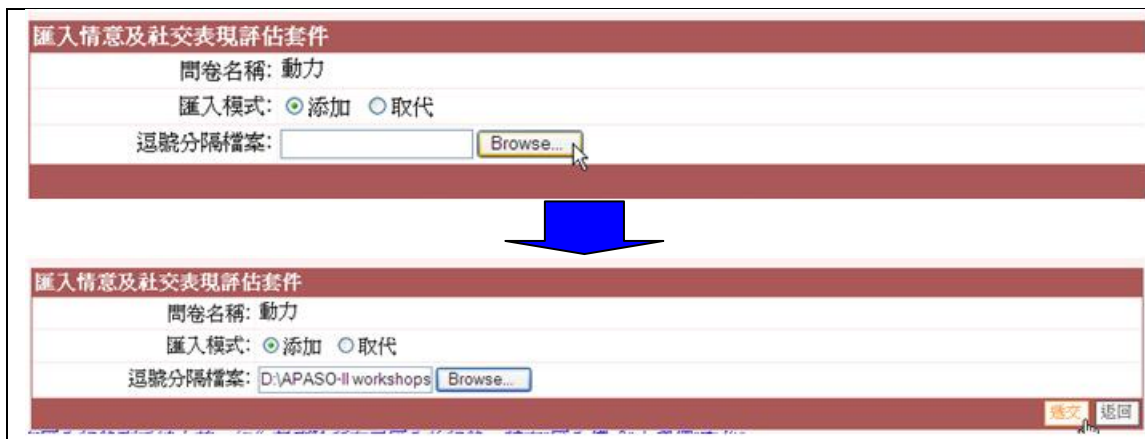 匯入情意及社交表現評估套件
問卷名稱: 動力
匯入模式: 添加 取代
逗號分隔檔案: Browse...
匯入情意及社交表現評估套件
問卷名稱: 動力
匯入模式: 添加 取代
逗號分隔檔案: D:\APASO-II workshops Browse...
遞交 返回